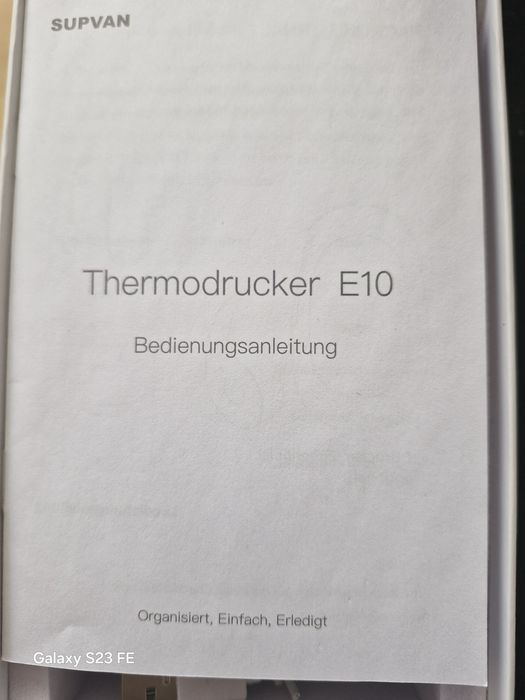 SUPVAN
Thermodrucker E10
Bedienungsanleitung
Organisiert, Einfach, Erledigt
Galaxy S23 FE